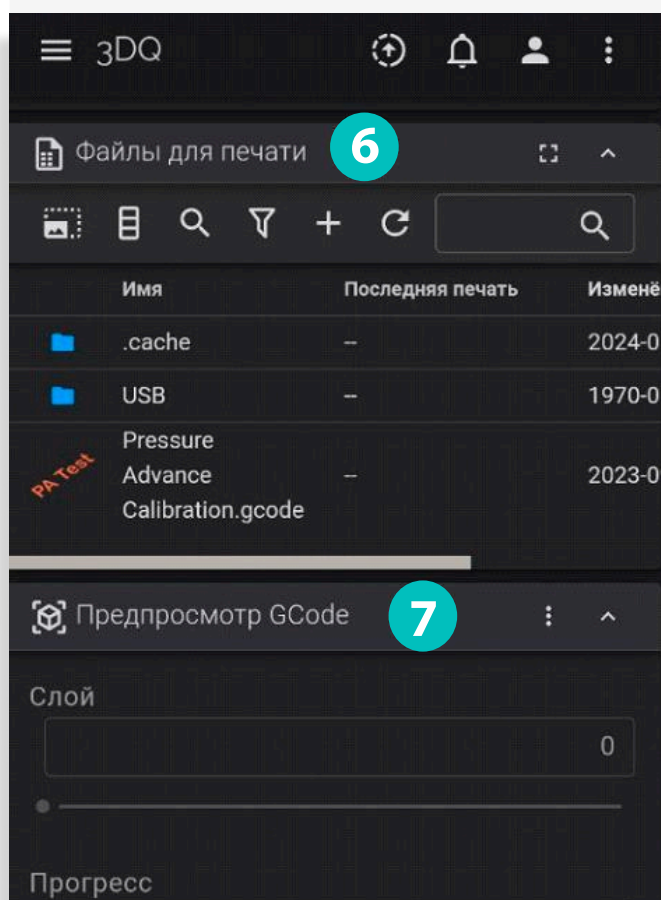 3DQ
Файлы для печати 6
Имя Последняя печать Изменё
.cache -- 2024-0
USB -- 1970-0
Pressure
PA Test Advance -- 2023-0
Calibration.gcode
Предпросмотр GCode 7
Слой
0
Прогресс